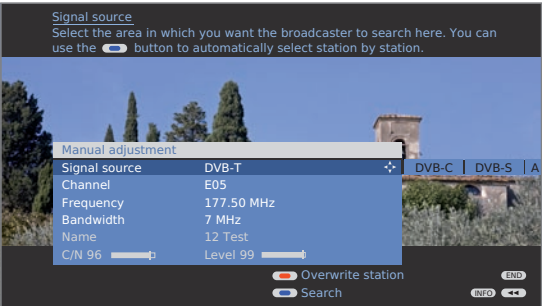 Signal source
Select the area in which you want the broadcaster to search here. You can
use the button to automatically select station by station.
Manual adjustment
Signal source DVB-T DVB-C DVB-S A
Channel E05
Frequency 177.50 MHz
Bandwidth 7 MHz
Name 12 Test
C/N 96 Level 99
Overwrite station END
Search INFO